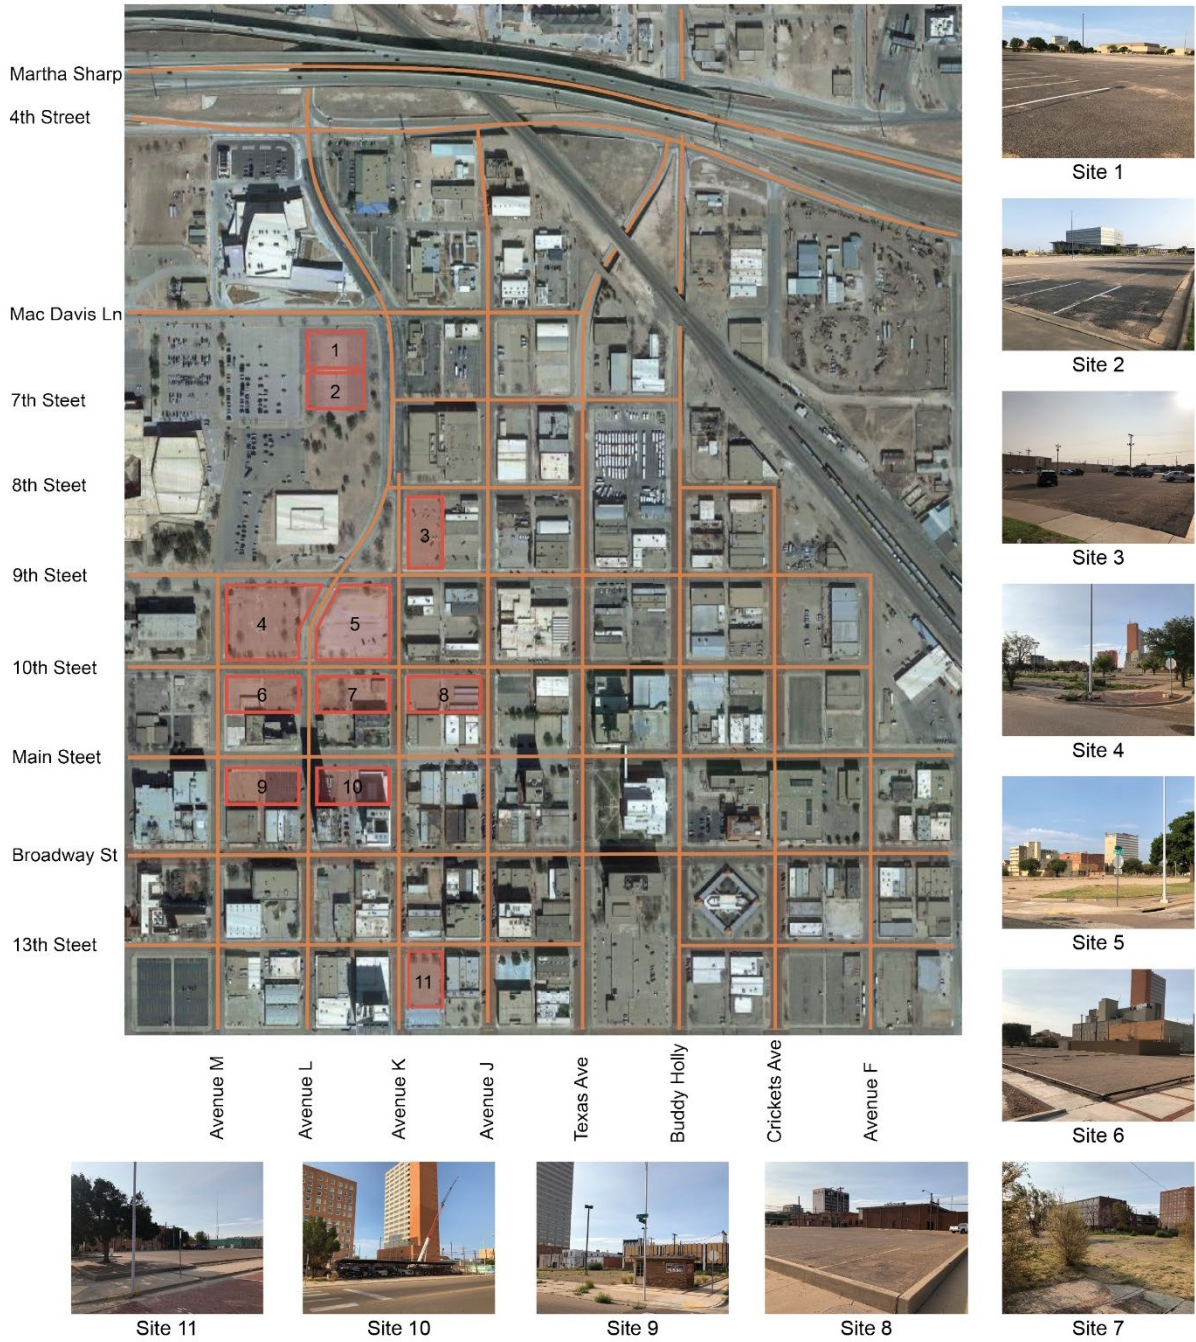 Martha Sharp
4th Street
Mac Davis Ln
7th Steet
8th Steet
9th Steet
10th Steet
Main Steet
Broadway St
13th Steet
1
2
3
4
5
6
7
8
9
10
11
Avenue M
Avenue L
Avenue K
Avenue J
Texas Ave
Buddy Holly
Crickets Ave
Avenue F
Site 1
Site 2
Site 3
Site 4
Site 5
Site 6
Site 11
Site 10
Site 9
Site 8
Site 7